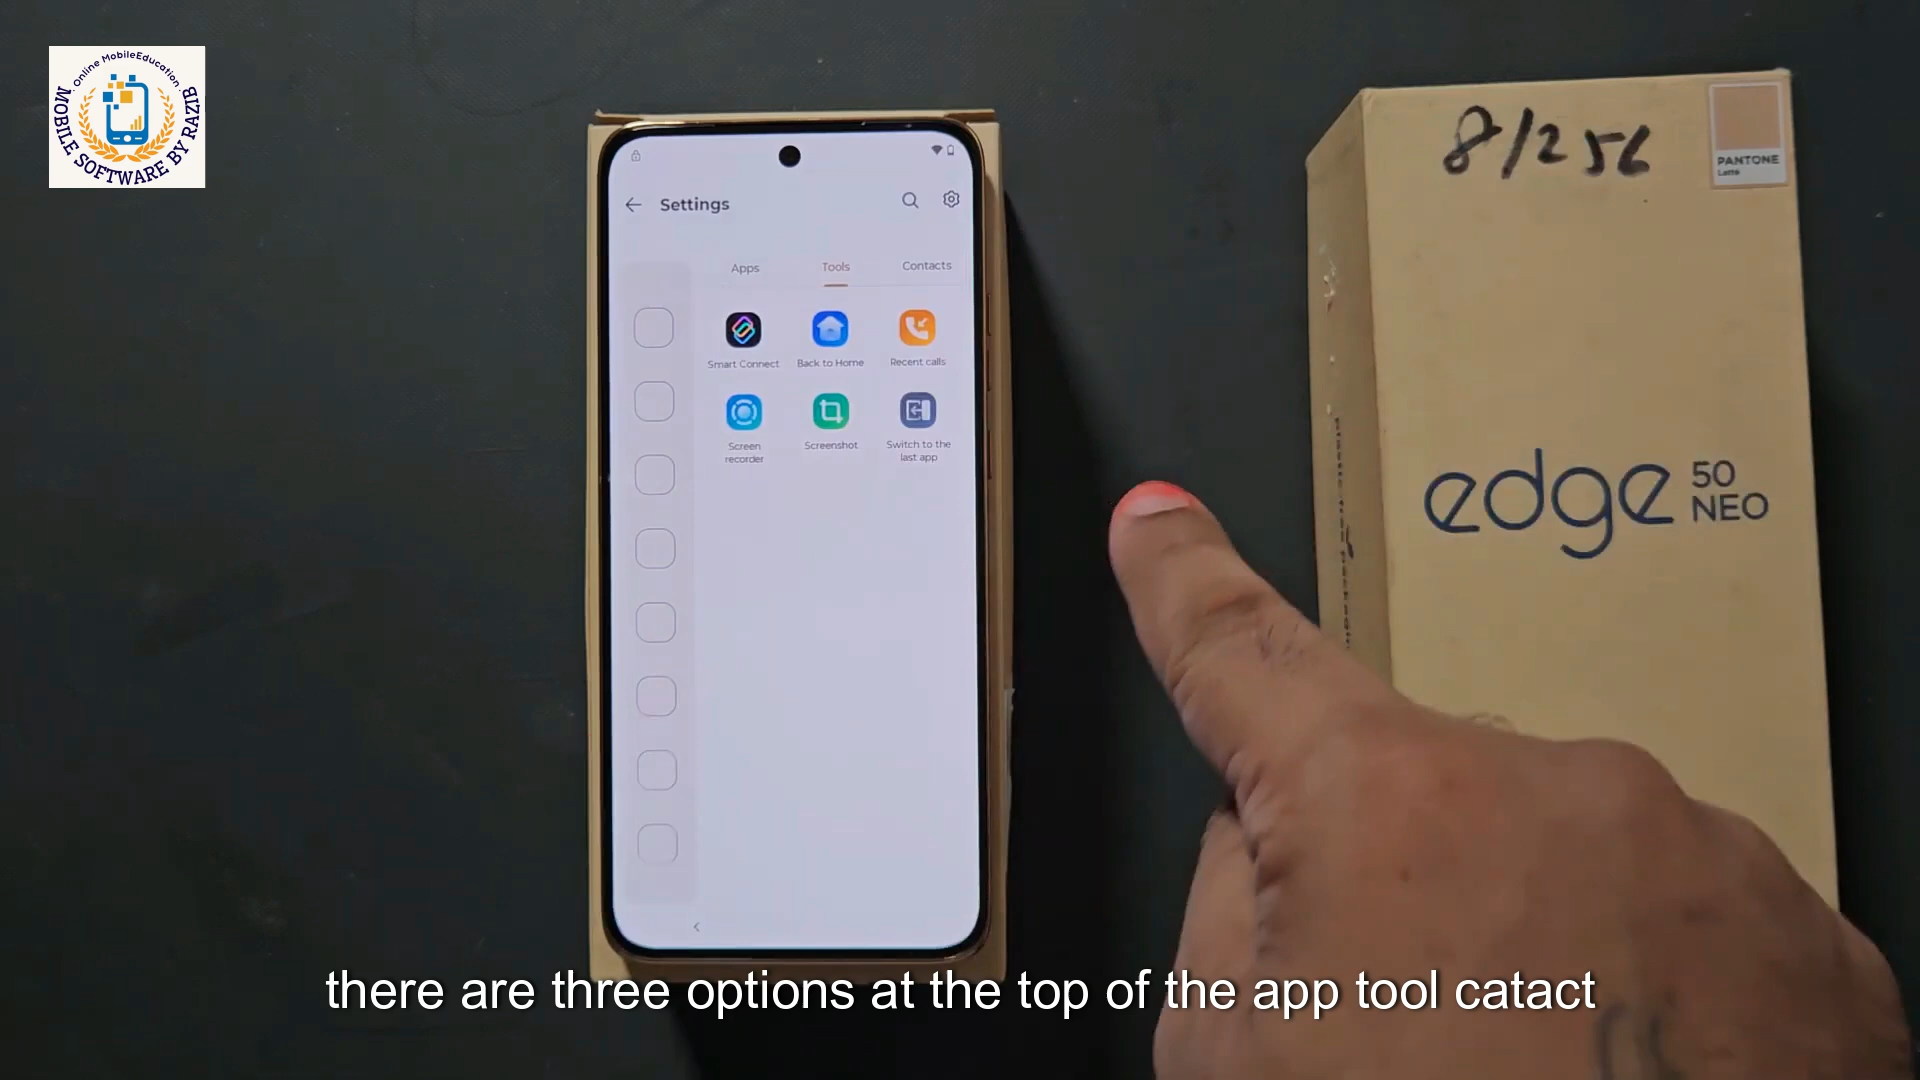 Online MobileEducation
MOBILE SOFTWARE BY RAZIB
Settings
Apps
Tools
Contacts
Smart Connect
Back to Home
Recent calls
Screen
recorder
Screenshot
Switch to the
last app
8/256
PANTONE
Latte
edge 50
NEO
there are three options at the top of the app tool catact